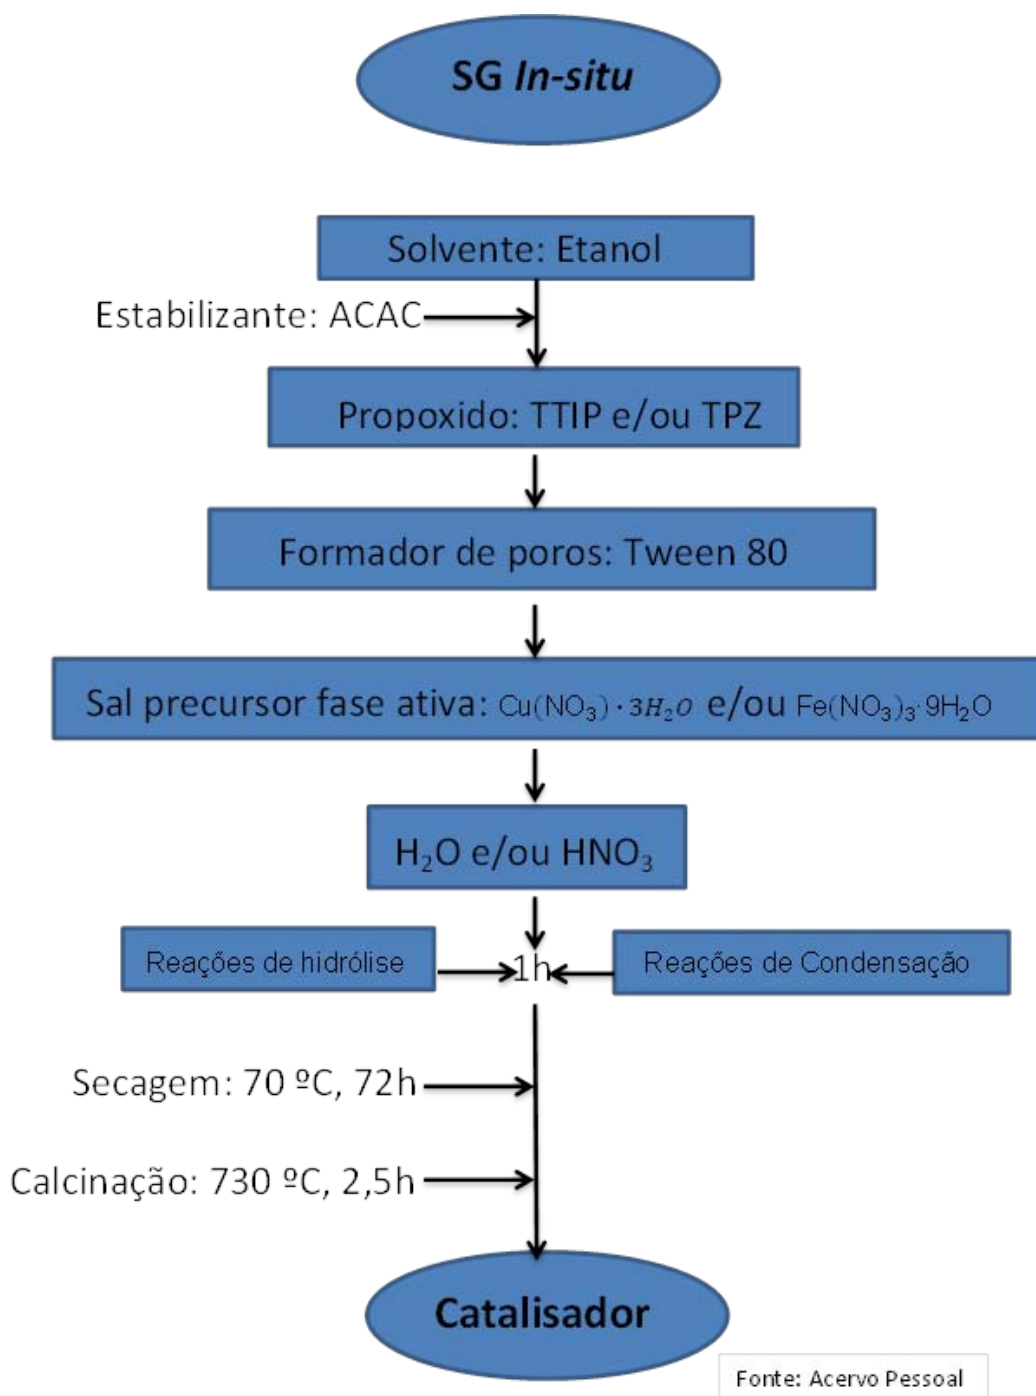 SG In-situ
Solvente: Etanol
Estabilizante: ACAC
Propoxido: TTIP e/ou TPZ
Formador de poros: Tween 80
Sal precursor fase ativa: Cu(NO₃)·3H₂O e/ou Fe(NO₃)₃·9H₂O
H₂O e/ou HNO₃
Reações de hidrólise 1h Reações de Condensação
Secagem: 70 ºC, 72h
Calcinação: 730 ºC, 2,5h
Catalisador
Fonte: Acervo Pessoal